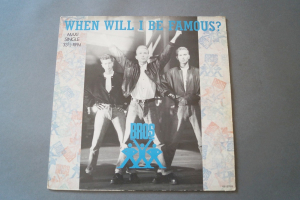 WHEN WILL I BE FAMOUS?
MAXI
SINGLE
BROS